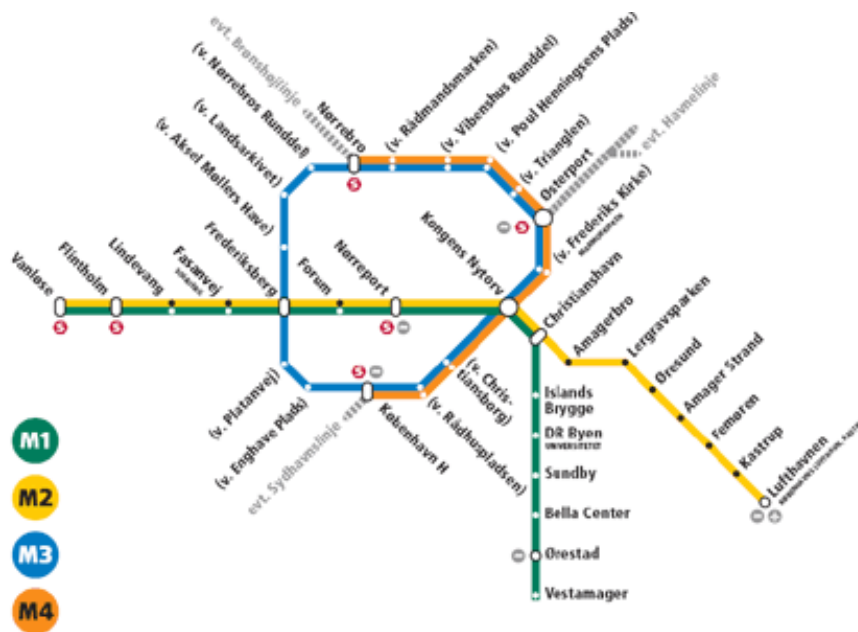 evt. Brønshøjlinje
(v. Nørrebros Runddel)
(v. Landsarkivet)
(v. Aksel Møllers Have)
Nørrebro
(v. Rådmandsmarken)
(v. Vibenshus Runddel)
(v. Poul Henningsens Plads)
(v. Trianglen)
Østerport
evt. Havnelinje
(v. Frederiks Kirke)
Vanløse
Flintholm
Lindevang
Fasanvej
Frederiksberg
Forum
Nørreport
Kongens Nytorv
Christianshavn
Amagerbro
Lergravsparken
Øresund
Amager Strand
Femøren
Kastrup
Lufthavnen
(v. Platanvej)
(v. Enghave Plads)
evt. Sydhavnslinje
København H
(v. Rådhuspladsen)
(v. Chris-
tiansborg)
Islands
Brygge
DR Byen
UNIVERSITETET
Sundby
Bella Center
Ørestad
Vestamager
M1
M2
M3
M4
S
S
S
S
S
S